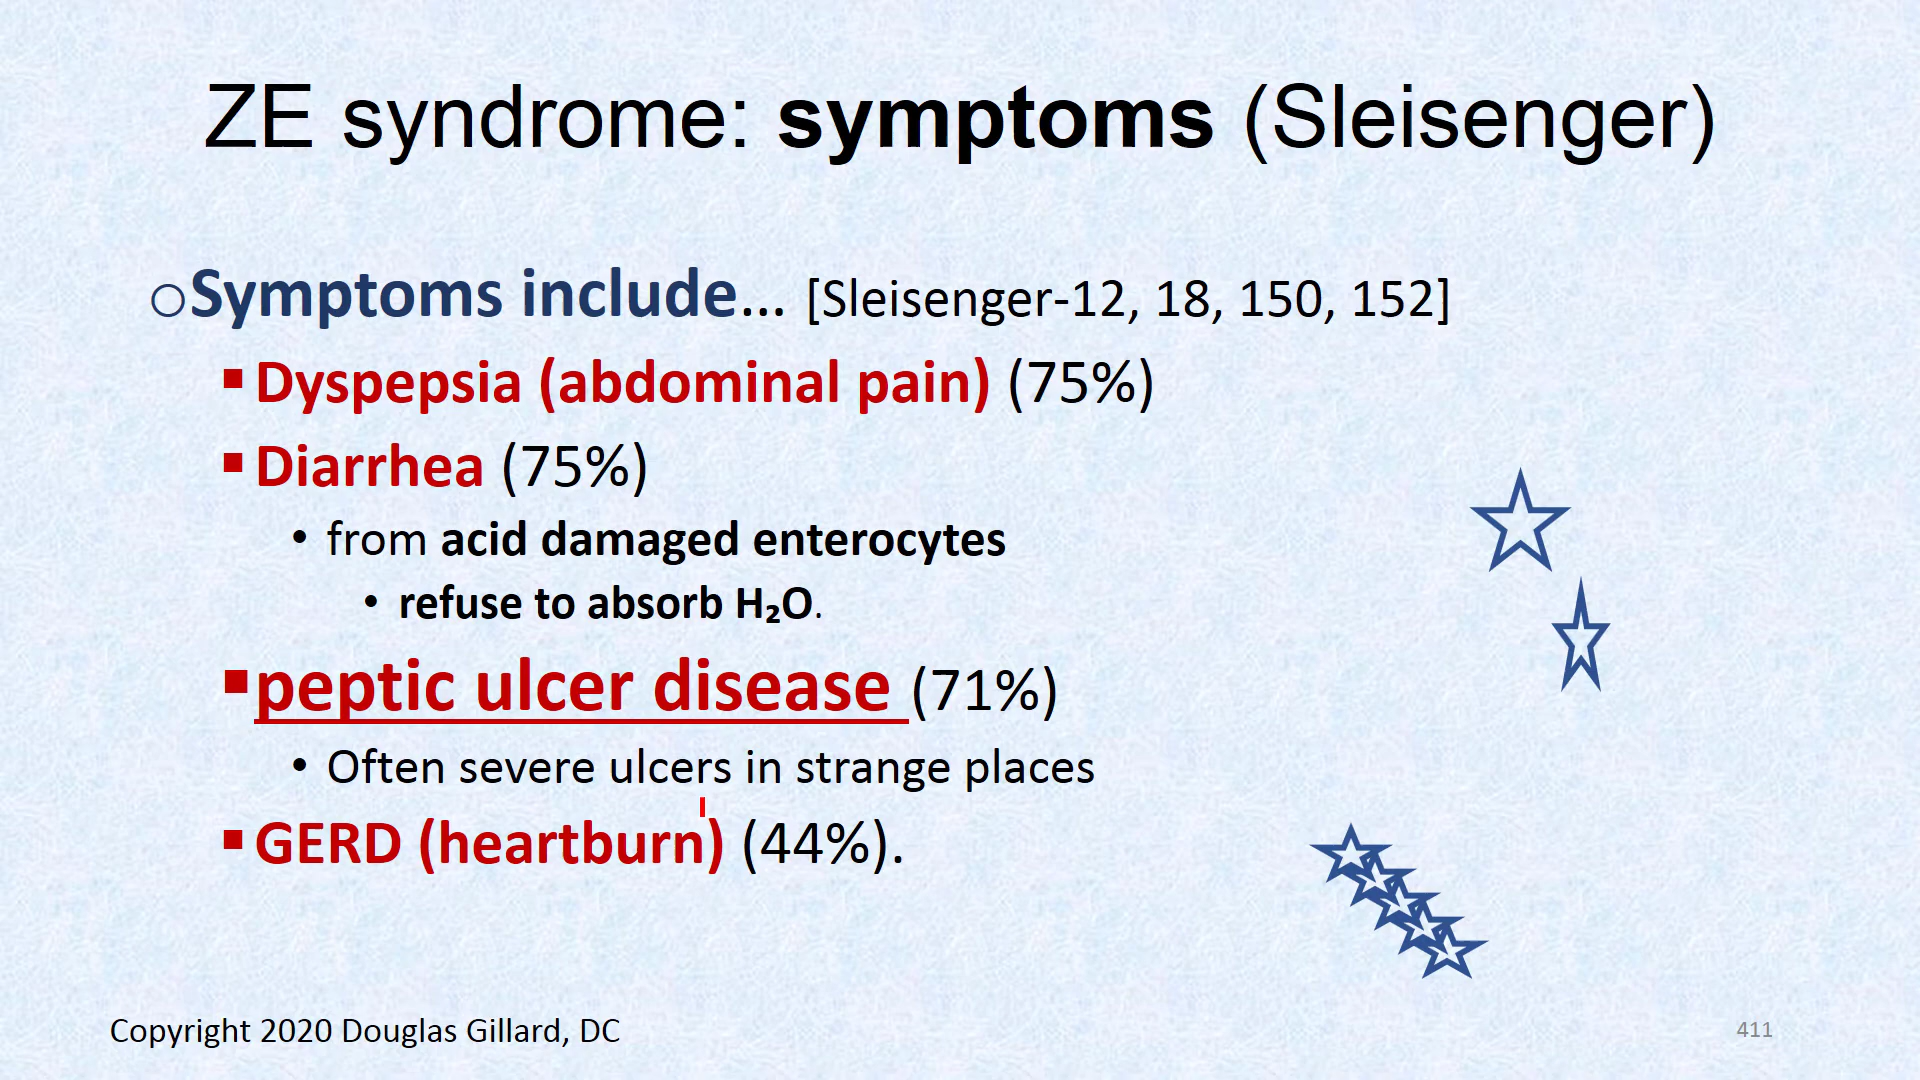 ZE syndrome: symptoms (Sleisenger)
Symptoms include... [Sleisenger-12, 18, 150, 152]
Dyspepsia (abdominal pain) (75%)
Diarrhea (75%)
from acid damaged enterocytes
refuse to absorb H₂O.
peptic ulcer disease (71%)
Often severe ulcers in strange places
GERD (heartburn) (44%).
Copyright 2020 Douglas Gillard, DC
411